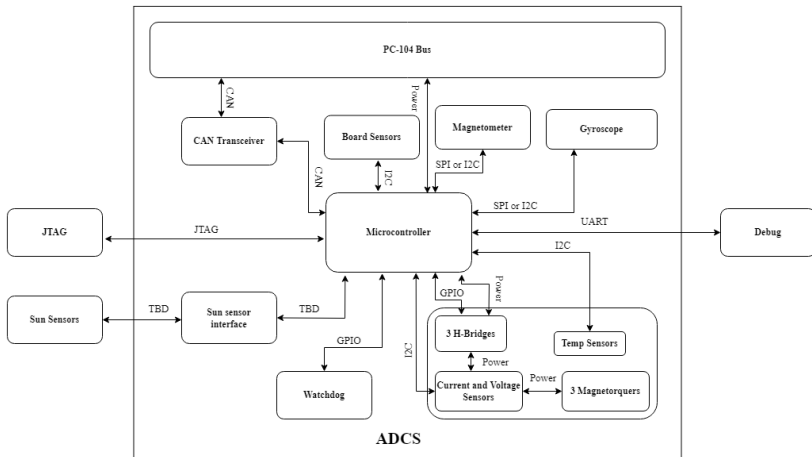 PC-104 Bus
CAN
Power
CAN Transceiver
Board Sensors
Magnetometer
Gyroscope
CAN
I2C
SPI or I2C
SPI or I2C
Microcontroller
UART
JTAG
JTAG
Debug
I2C
GPIO
Power
Sun Sensors
TBD
Sun sensor
interface
TBD
3 H-Bridges
Temp Sensors
GPIO
I2C
Power
Watchdog
Current and Voltage
Sensors
Power
3 Magnetorquers
ADCS